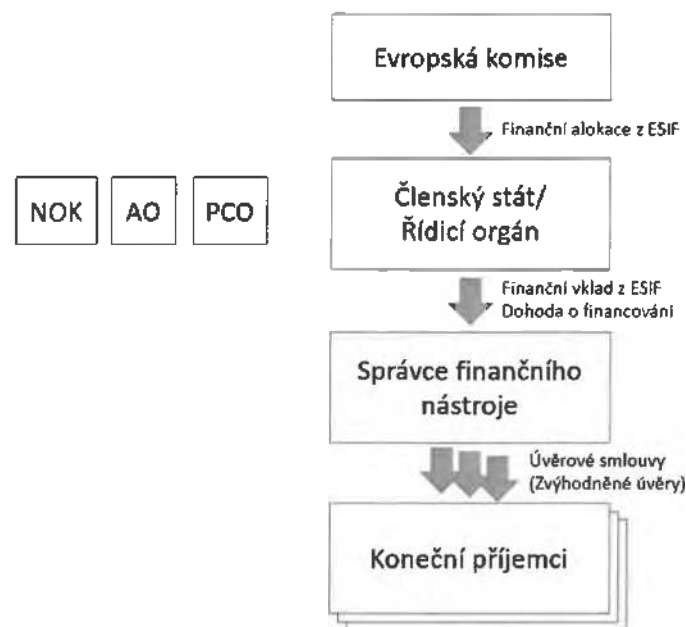 Evropská komise
Finanční alokace z ESIF
NOK
AO
PCO
Členský stát/
Řídicí orgán
Finanční vklad z ESIF
Dohoda o financování
Správce finančního
nástroje
Úvěrové smlouvy
(Zvýhodněné úvěry)
Koneční příjemci